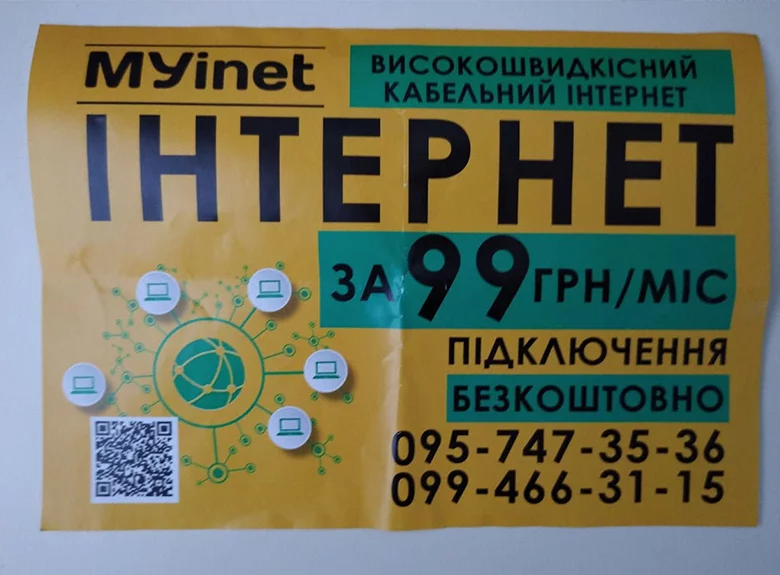 MYinet
ВИСОКОШВИДКІСНИЙ
КАБЕЛЬНИЙ ІНТЕРНЕТ
ІНТЕРНЕТ
ЗА 99 ГРН/МІС
ПІДКЛЮЧЕННЯ
БЕЗКОШТОВНО
095-747-35-36
099-466-31-15